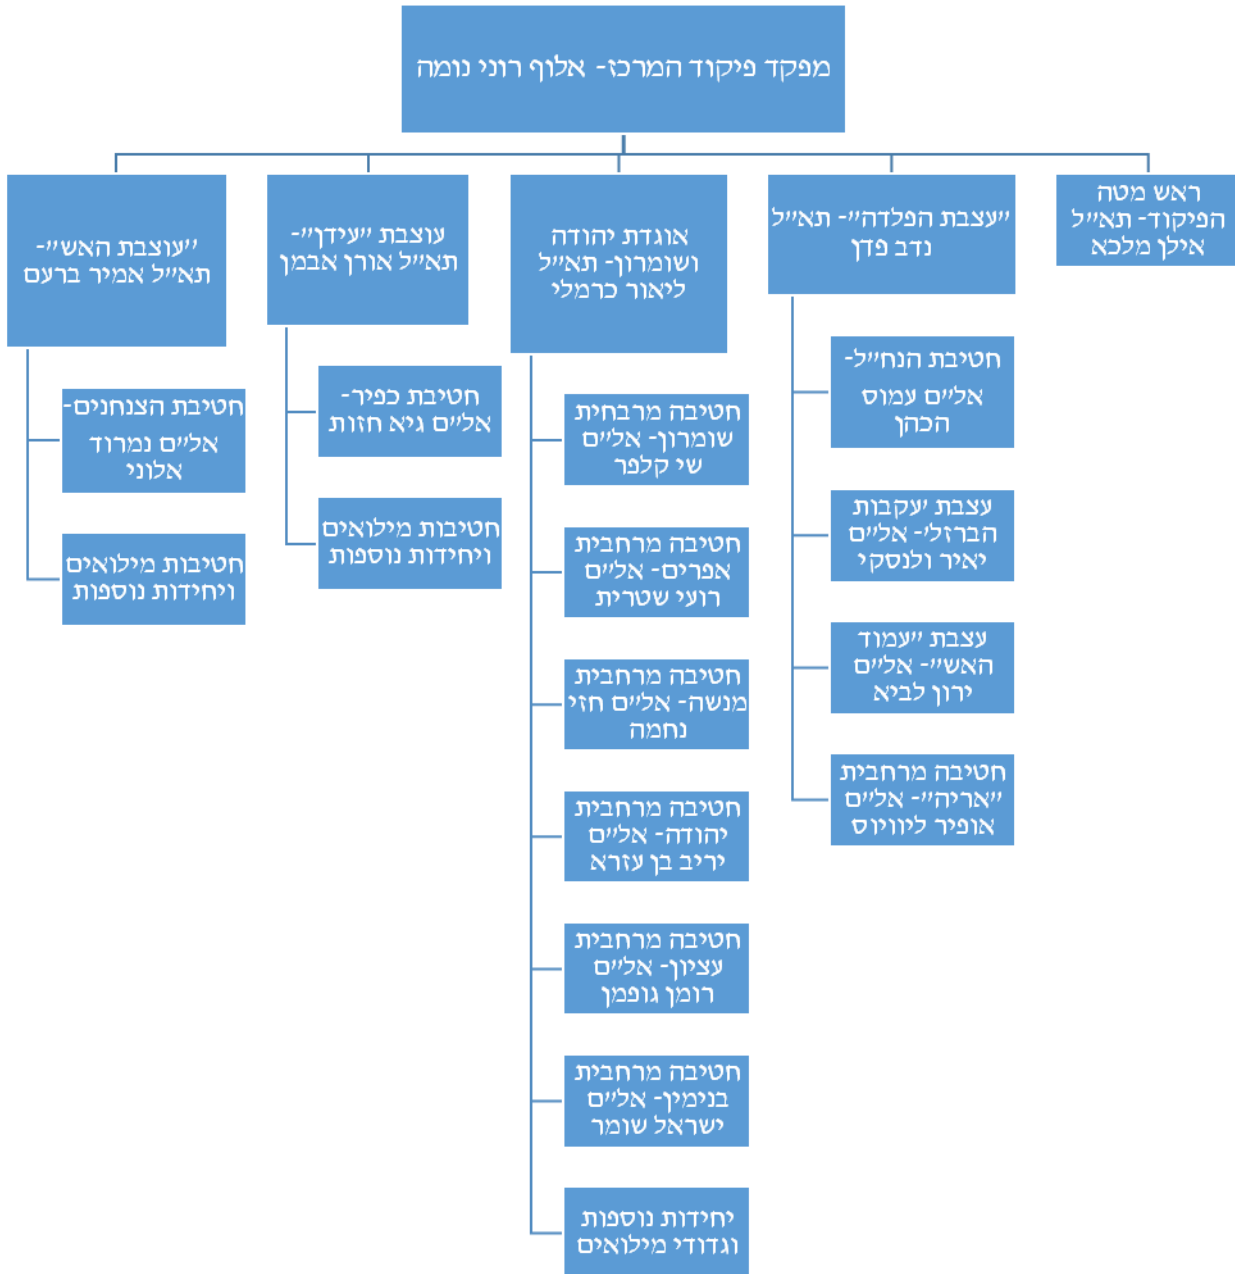 מפקד פיקוד המרכז- אלוף רוני נומה
ראש מטה
הפיקוד- תא״ל
אילן מלכא
״עצבת הפלדה״- תא״ל
נדב פדן
חטיבת הנח״ל-
אל״ם עמוס
הכהן
עצבת ׳עקבות
הברזל׳- אל״ם
יאיר ולנסקי
עצבת ״עמוד
האש״- אל״ם
ירון לביא
חטיבה מרחבית
״אריה״- אל״ם
אופיר ליוויוס
אוגדת יהודה
ושומרון- תא״ל
ליאור כרמלי
חטיבה מרבחית
שומרון- אל״ם
שי קלפר
חטיבה מרחבית
אפרים- אל״ם
רועי שטרית
חטיבה מרחבית
מנשה- אל״ם חזי
נחמה
חטיבה מרחבית
יהודה- אל״ם
יריב בן עזרא
חטיבה מרחבית
עציון- אל״ם
רומן גופמן
חטיבה מרחבית
בנימין- אל״ם
ישראל שומר
יחידות נוספות
וגדודי מילואים
עוצבת ״עידן״-
תא״ל אורן אבמן
חטיבת כפיר-
אל״ם גיא חזות
חטיבות מילואים
ויחידות נוספות
״עוצבת האש״-
תא״ל אמיר ברעם
חטיבת הצנחנים-
אל״ם נמרוד
אלוני
חטיבות מילואים
ויחידות נוספות